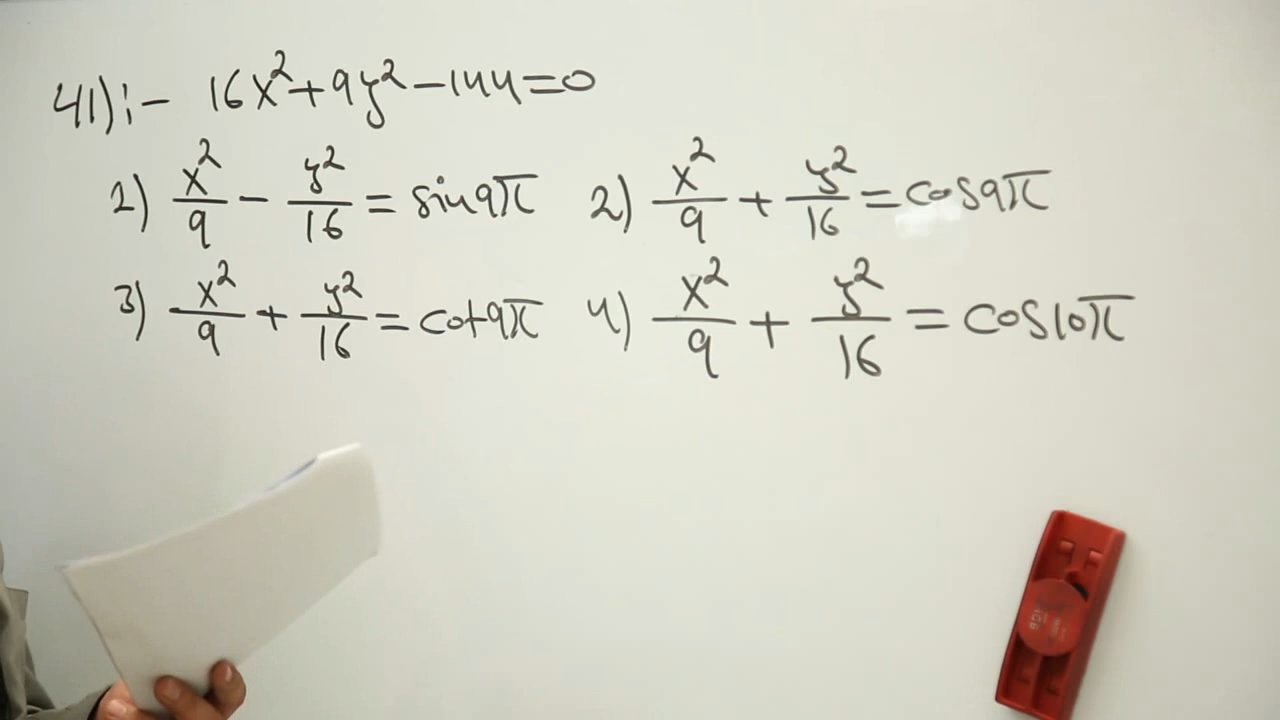 41):- 16x²+9y²-144=0
1) x²/9 - y²/16 = sin9π 2) x²/9 + y²/16 = cos9π
3) x²/9 + y²/16 = cot9π 4) x²/9 + y²/16 = cos10π